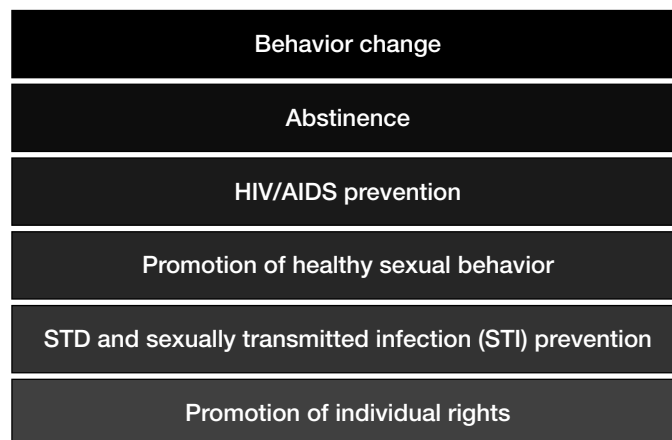 Behavior change
Abstinence
HIV/AIDS prevention
Promotion of healthy sexual behavior
STD and sexually transmitted infection (STI) prevention
Promotion of individual rights